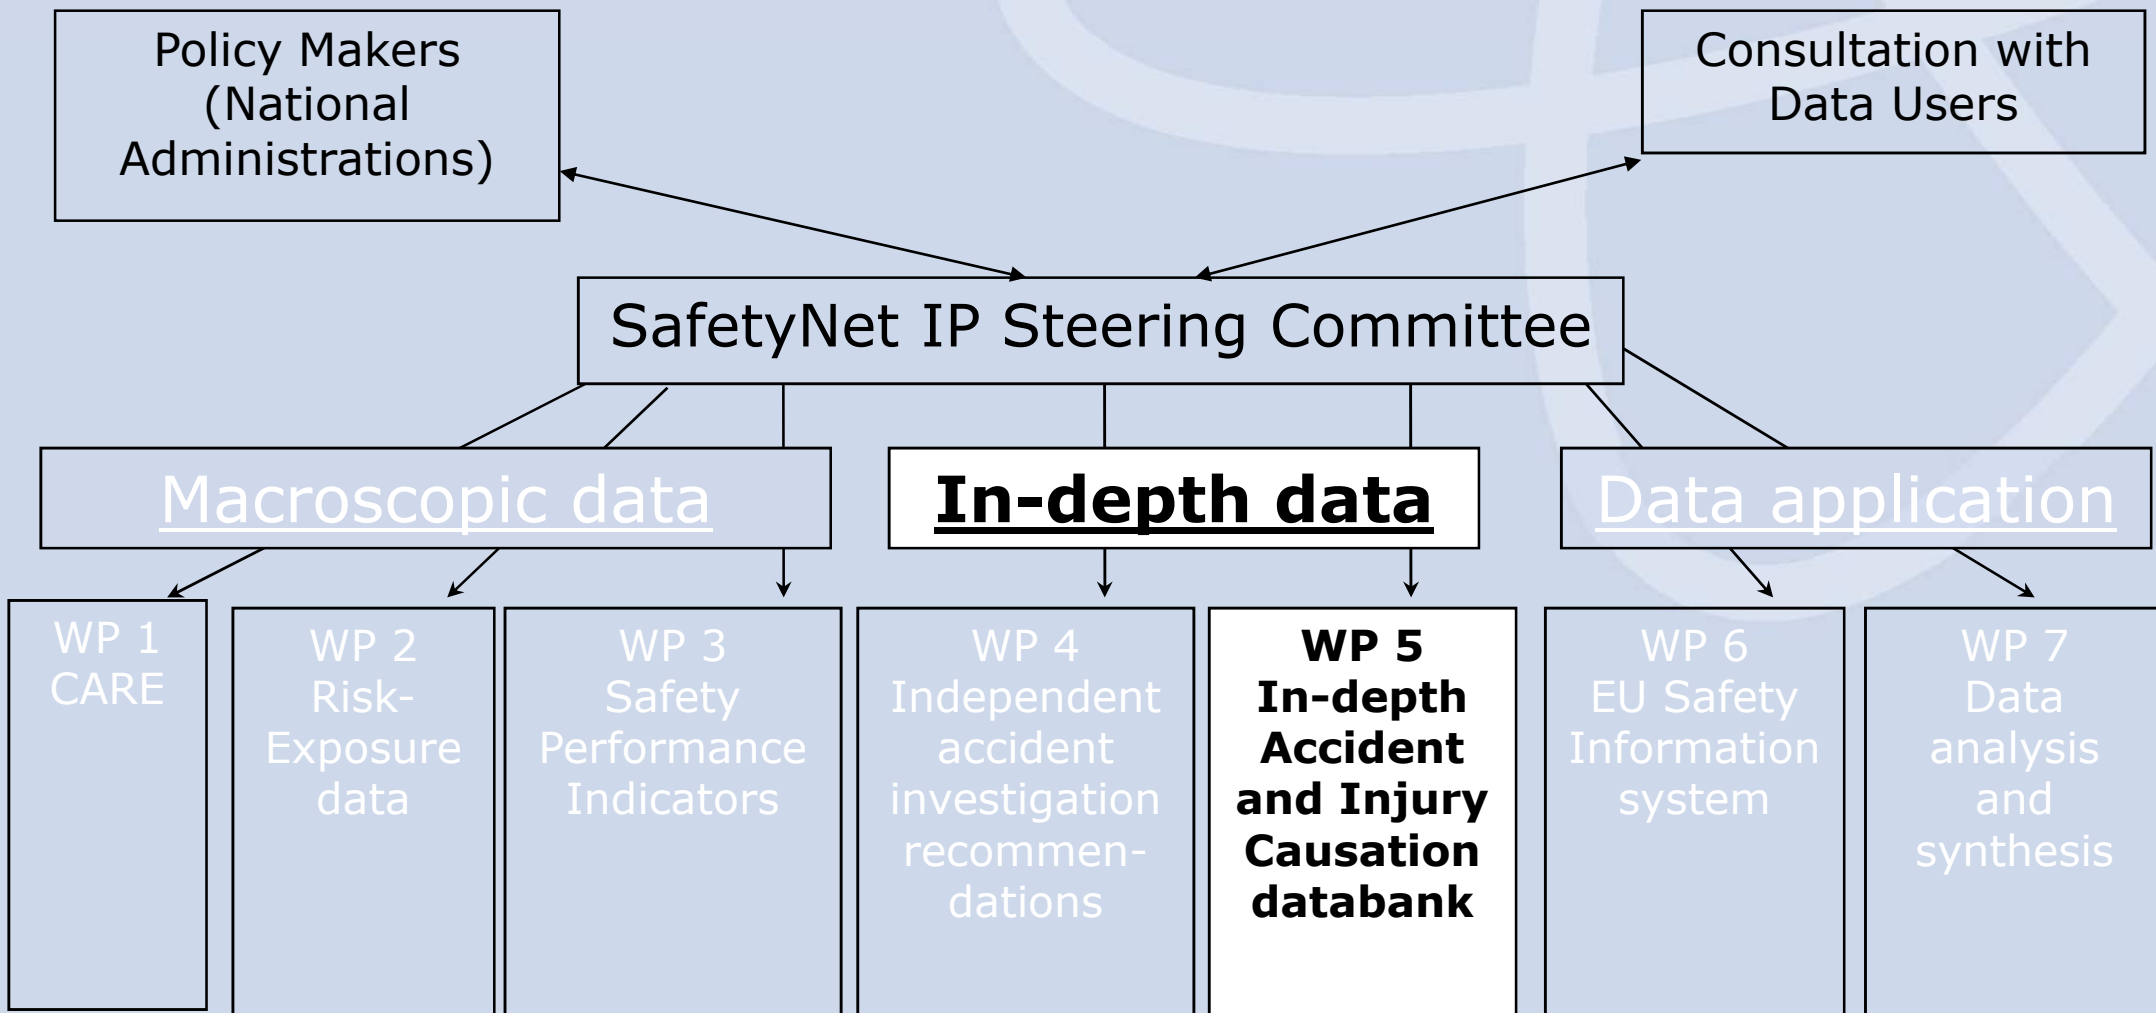 Policy Makers
(National
Administrations)
Consultation with
Data Users
SafetyNet IP Steering Committee
Macroscopic data
In-depth data
Data application
WP 1
CARE
WP 2
Risk-
Exposure
data
WP 3
Safety
Performance
Indicators
WP 4
Independent
accident
investigation
recommen-
dations
WP 5
In-depth
Accident
and Injury
Causation
databank
WP 6
EU Safety
Information
system
WP 7
Data
analysis
and
synthesis